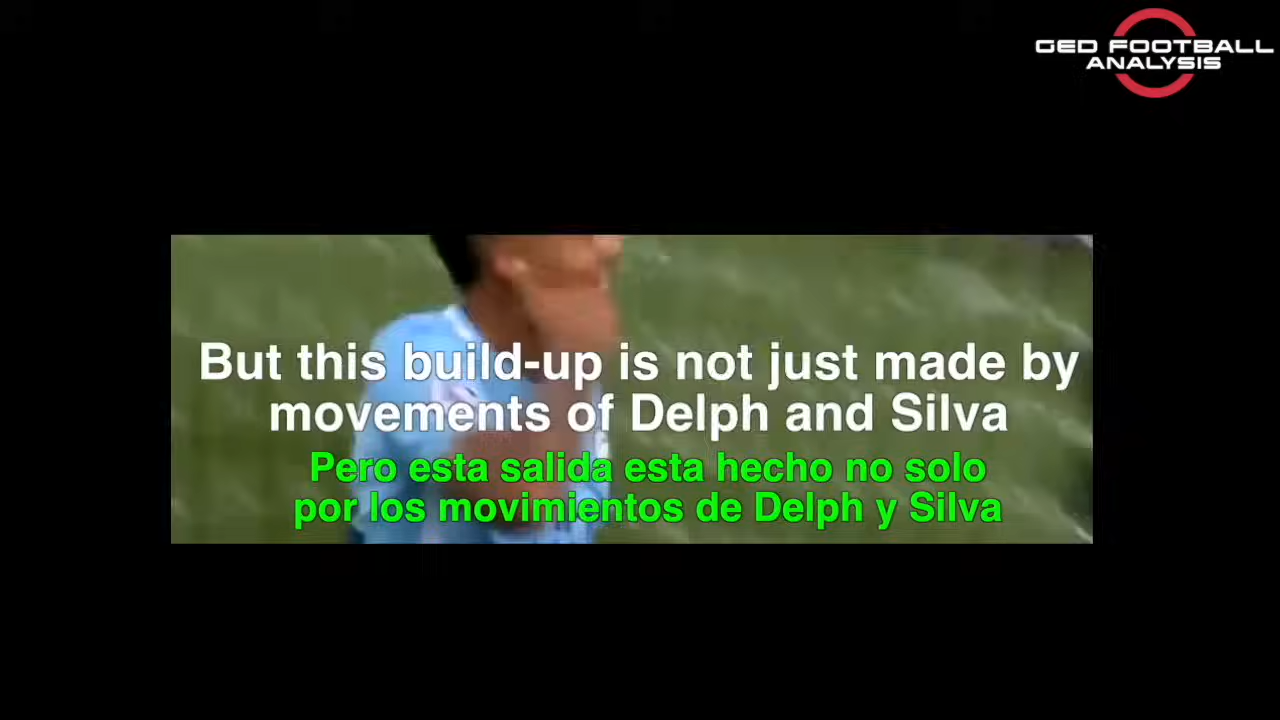 GED FOOTBALL
ANALYSIS
But this build-up is not just made by
movements of Delph and Silva
Pero esta salida esta hecho no solo
por los movimientos de Delph y Silva